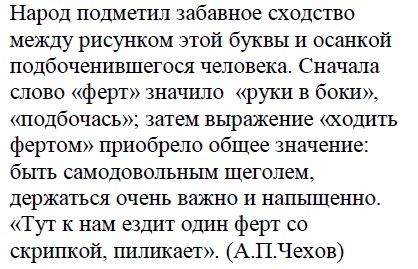 Народ подметил забавное сходство
между рисунком этой буквы и осанкой
подбоченившегося человека. Сначала
слово «ферт» значило  «руки в боки»,
«подбочась»; затем выражение «ходить
фертом» приобрело общее значение:
быть самодовольным щеголем,
держаться очень важно и напыщенно.
«Тут к нам ездит один ферт со
скрипкой, пиликает». (А.П.Чехов)